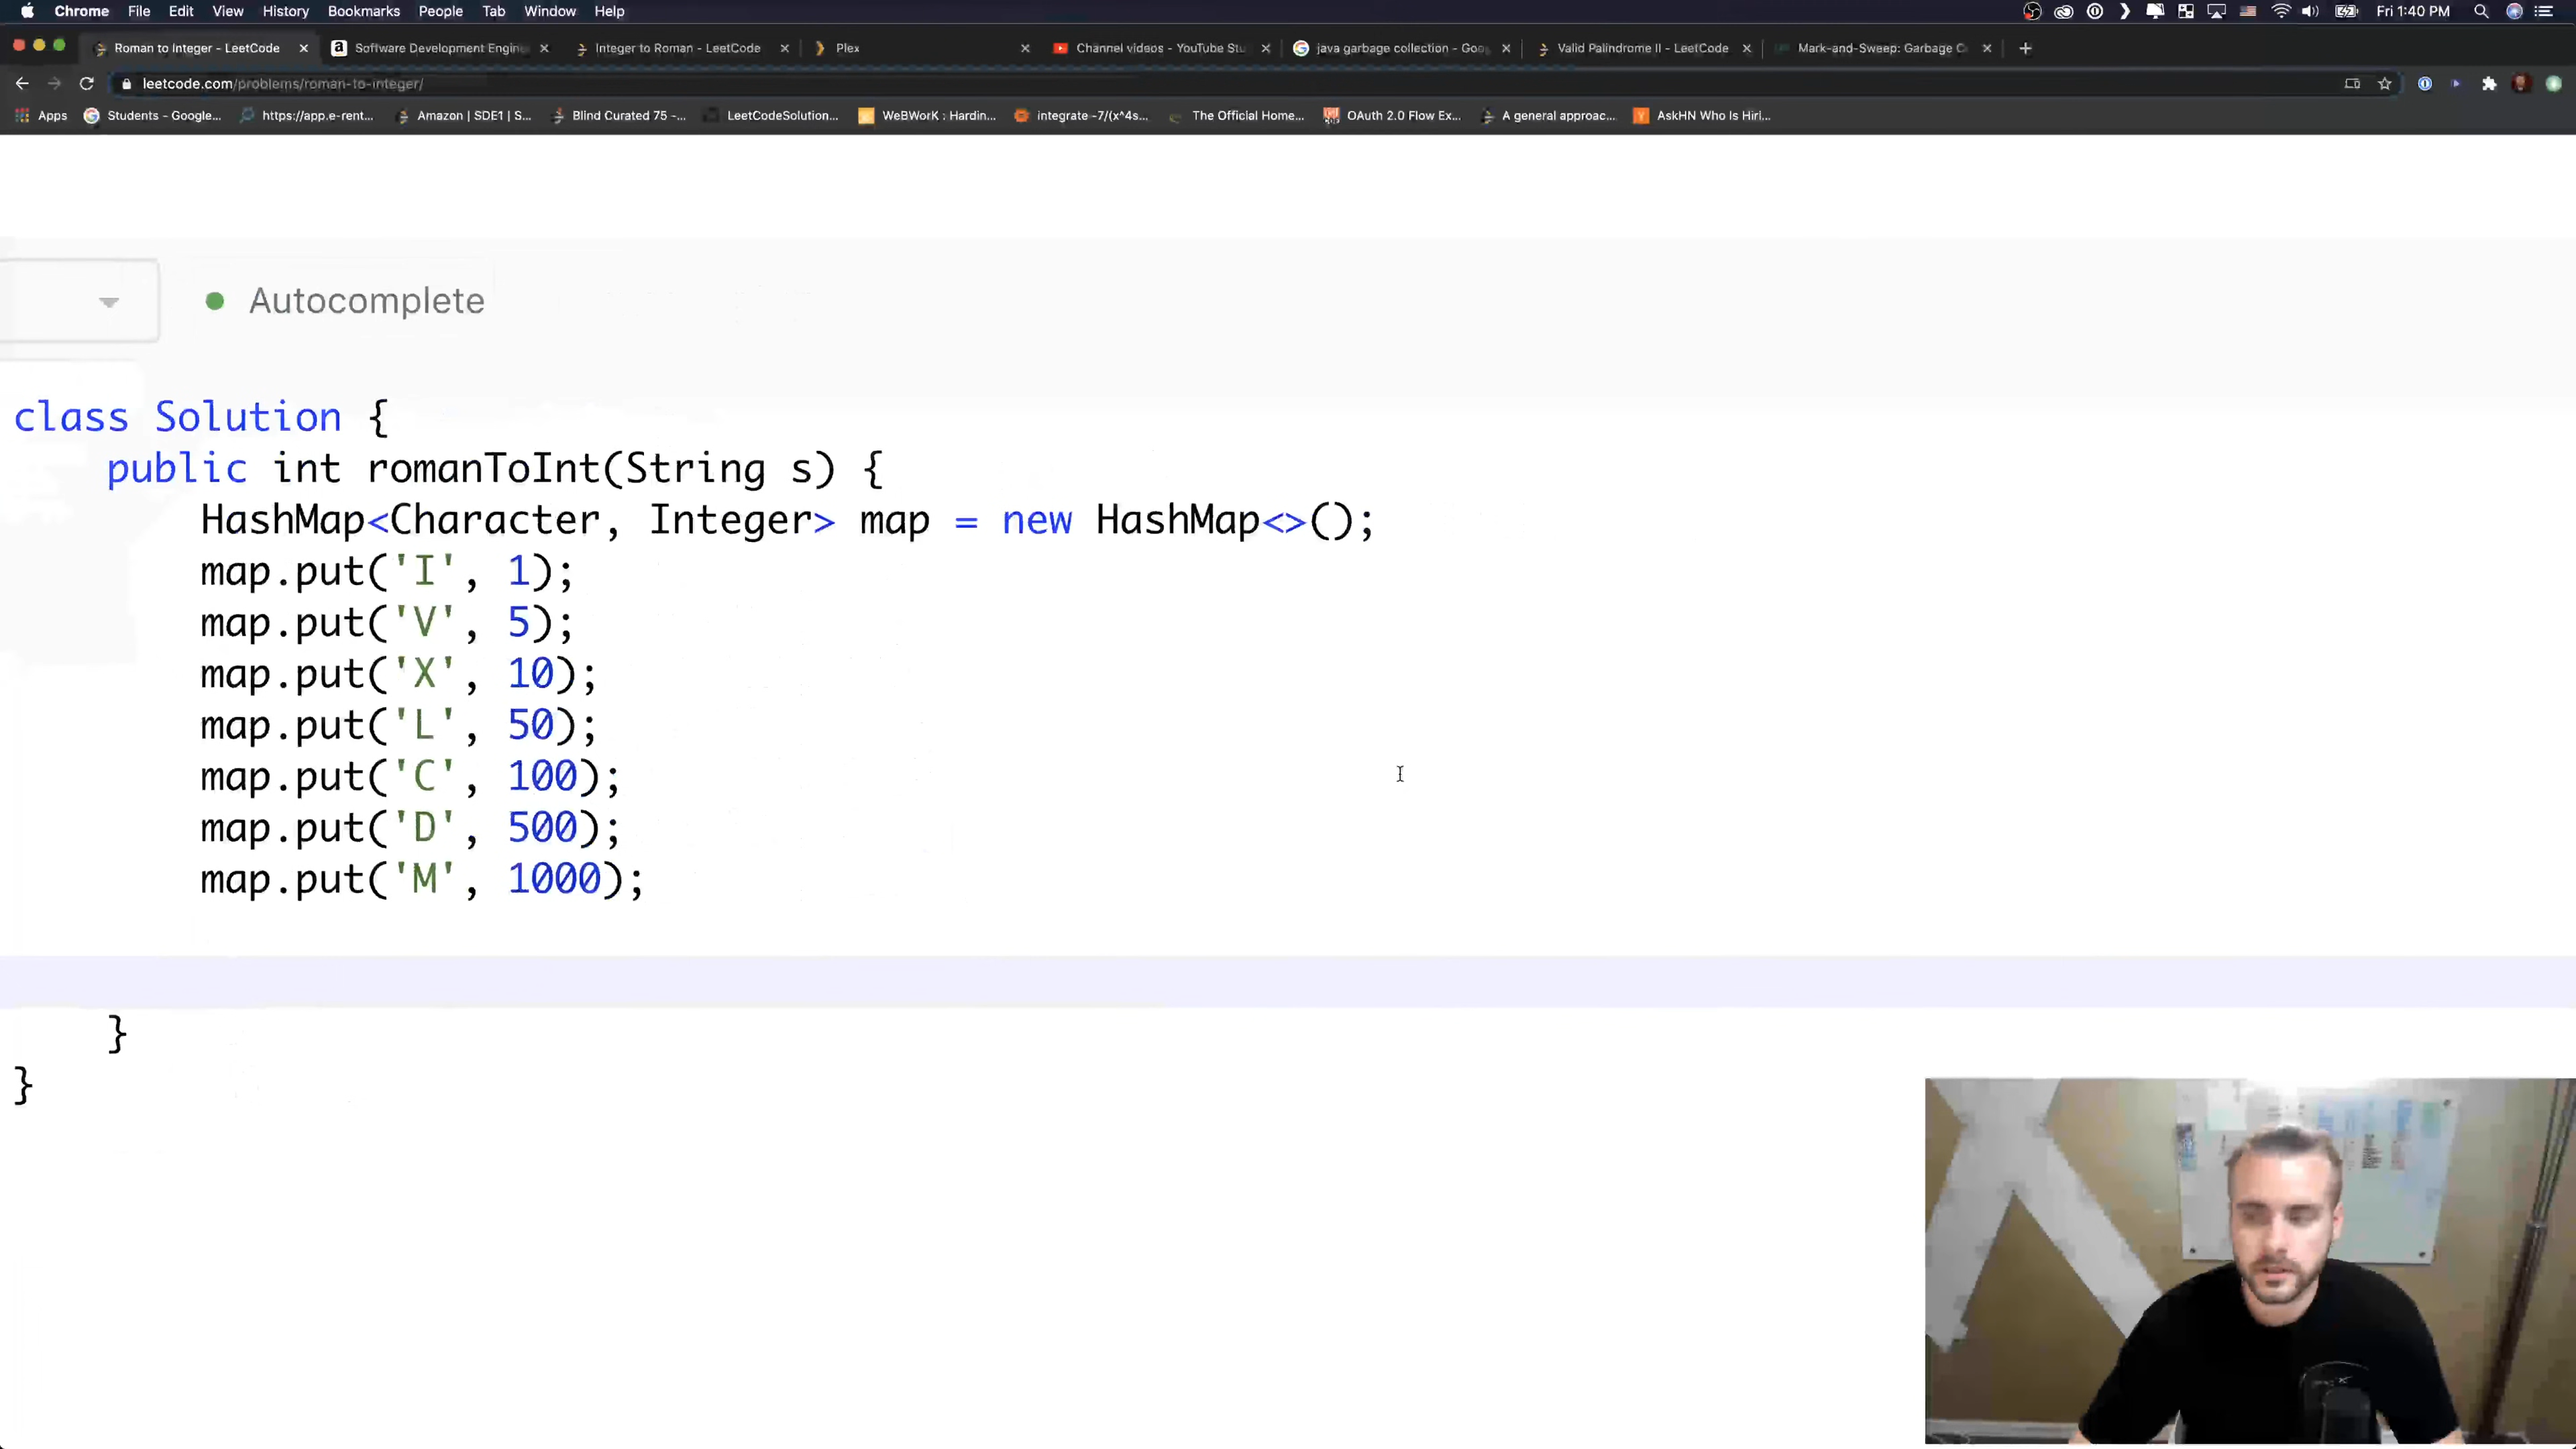 Chrome File Edit View History Bookmarks People Tab Window Help Fri 1:40 PM
Roman to Integer - LeetCode Software Development Engin Integer to Roman - LeetCode Plex Channel videos - YouTube Stu java garbage collection - Goo Valid Palindrome II - LeetCode Mark-and-Sweep: Garbage C
leetcode.com/problems/roman-to-integer/
Apps Students - Google... https://app.e-rent... Amazon | SDE1 | S... Blind Curated 75 -... LeetCodeSolution... WeBWorK : Hardin... integrate -7/(x^4s... The Official Home... OAuth 2.0 Flow Ex... A general approac... AskHN Who Is Hiri...
Autocomplete
class Solution {
public int romanToInt(String s) {
HashMap<Character, Integer> map = new HashMap<>();
map.put('I', 1);
map.put('V', 5);
map.put('X', 10);
map.put('L', 50);
map.put('C', 100);
map.put('D', 500);
map.put('M', 1000);
}
}